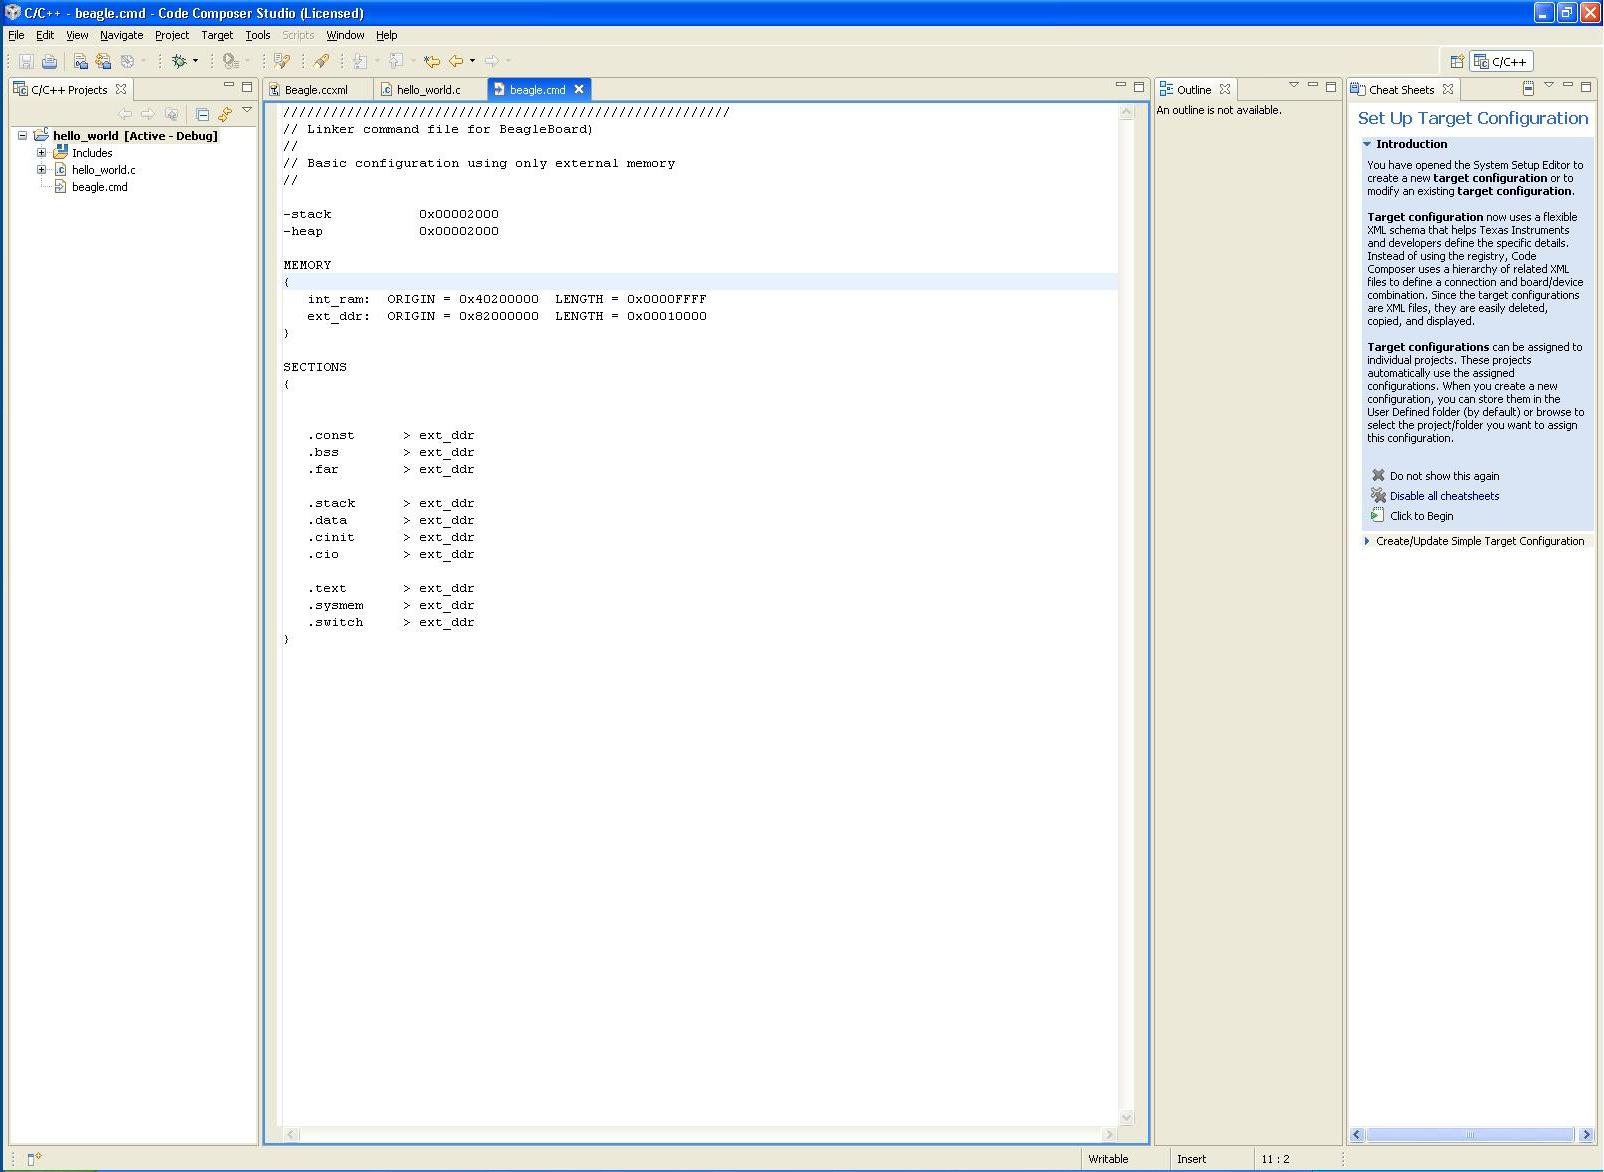 C/C++ - beagle.cmd - Code Composer Studio (Licensed)
File Edit View Navigate Project Target Tools Scripts Window Help
C/C++
C/C++ Projects
hello_world [Active - Debug]
Includes
hello_world.c
beagle.cmd
Beagle.ccxml hello_world.c beagle.cmd
////////////////////////////////////////////////////////
// Linker command file for BeagleBoard)
//
// Basic configuration using only external memory
//
-stack 0x00002000
-heap 0x00002000
MEMORY
{
int_ram: ORIGIN = 0x40200000 LENGTH = 0x0000FFFF
ext_ddr: ORIGIN = 0x82000000 LENGTH = 0x00010000
}
SECTIONS
{
.const > ext_ddr
.bss > ext_ddr
.far > ext_ddr
.stack > ext_ddr
.data > ext_ddr
.cinit > ext_ddr
.cio > ext_ddr
.text > ext_ddr
.sysmem > ext_ddr
.switch > ext_ddr
}
Outline
An outline is not available.
Cheat Sheets
Set Up Target Configuration
Introduction
You have opened the System Setup Editor to
create a new target configuration or to
modify an existing target configuration.
Target configuration now uses a flexible
XML schema that helps Texas Instruments
and developers define the specific details.
Instead of using the registry, Code
Composer uses a hierarchy of related XML
files to define a connection and board/device
combination. Since the target configurations
are XML files, they are easily deleted,
copied, and displayed.
Target configurations can be assigned to
individual projects. These projects
automatically use the assigned
configurations. When you create a new
configuration, you can store them in the
User Defined folder (by default) or browse to
select the project/folder you want to assign
this configuration.
Do not show this again
Disable all cheatsheets
Click to Begin
Create/Update Simple Target Configuration
Writable Insert 11 : 2